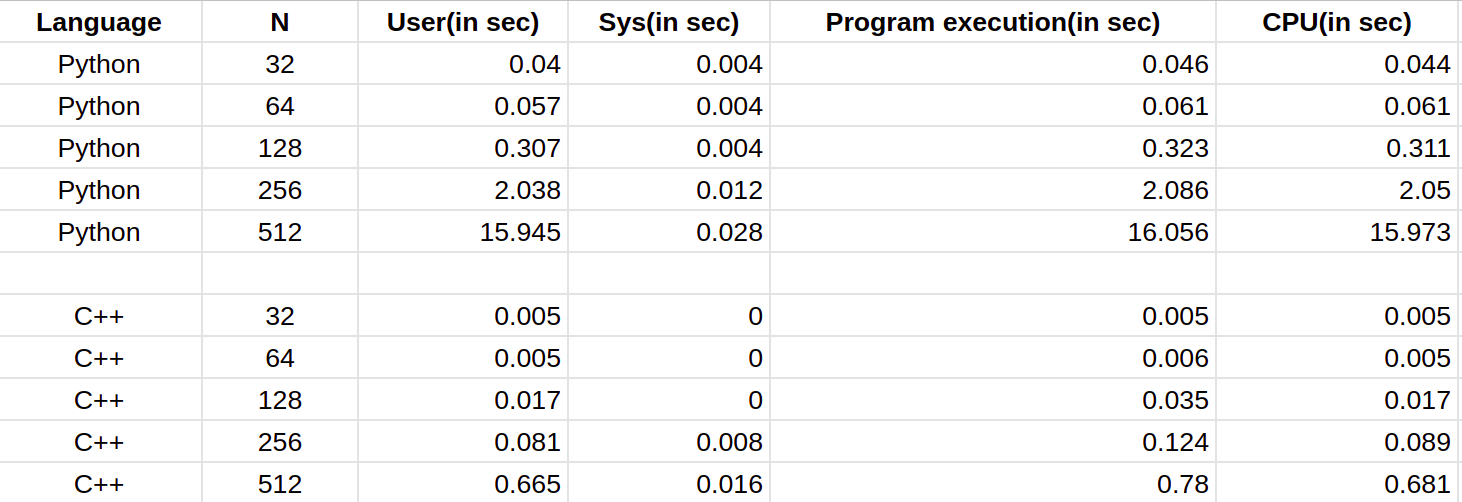 Language N User(in sec) Sys(in sec) Program execution(in sec) CPU(in sec)
Python 32 0.04 0.004 0.046 0.044
Python 64 0.057 0.004 0.061 0.061
Python 128 0.307 0.004 0.323 0.311
Python 256 2.038 0.012 2.086 2.05
Python 512 15.945 0.028 16.056 15.973
C++ 32 0.005 0 0.005 0.005
C++ 64 0.005 0 0.006 0.005
C++ 128 0.017 0 0.035 0.017
C++ 256 0.081 0.008 0.124 0.089
C++ 512 0.665 0.016 0.78 0.681